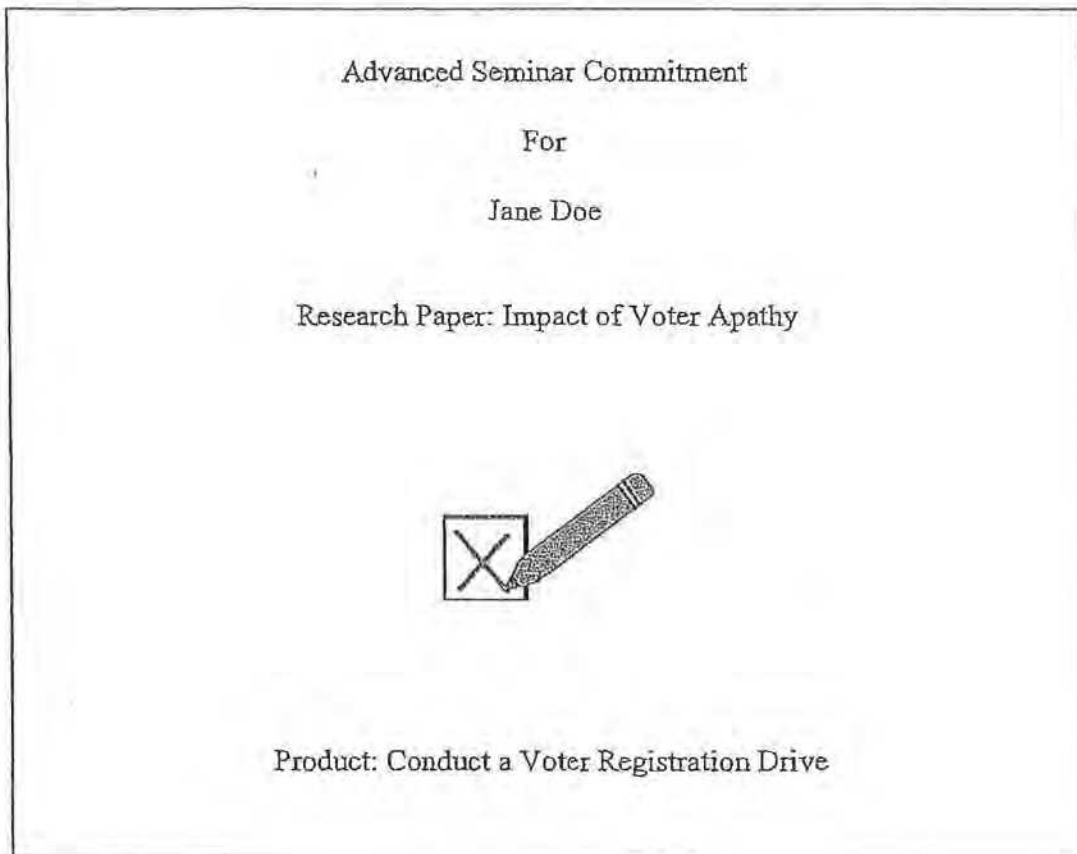 Advanced Seminar Commitment
For
Jane Doe
Research Paper: Impact of Voter Apathy
Product: Conduct a Voter Registration Drive